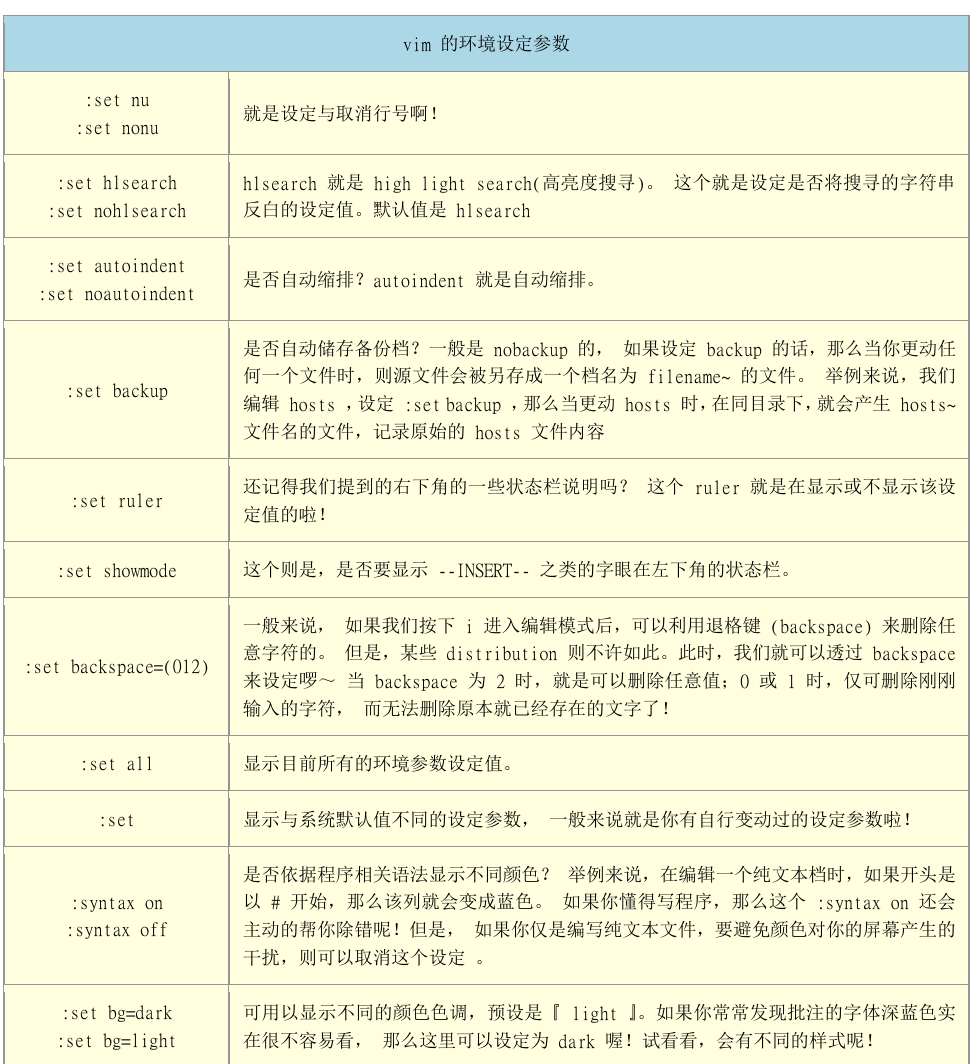 vim 的环境设定参数
:set nu
:set nonu
就是设定与取消行号啊！
:set hlsearch
:set nohlsearch
hlsearch 就是 high light search(高亮度搜寻)。 这个就是设定是否将搜寻的字符串
反白的设定值。默认值是 hlsearch
:set autoindent
:set noautoindent
是否自动缩排？autoindent 就是自动缩排。
:set backup
是否自动储存备份档？一般是 nobackup 的， 如果设定 backup 的话，那么当你更动任
何一个文件时，则源文件会被另存成一个档名为 filename~ 的文件。 举例来说，我们
编辑 hosts ，设定 :set backup ，那么当更动 hosts 时，在同目录下，就会产生 hosts~
文件名的文件，记录原始的 hosts 文件内容
:set ruler
还记得我们提到的右下角的一些状态栏说明吗？ 这个 ruler 就是在显示或不显示该设
定值的啦！
:set showmode
这个则是，是否要显示 --INSERT-- 之类的字眼在左下角的状态栏。
:set backspace=(012)
一般来说， 如果我们按下 i 进入编辑模式后，可以利用退格键 (backspace) 来删除任
意字符的。 但是，某些 distribution 则不许如此。此时，我们就可以透过 backspace
来设定啰～ 当 backspace 为 2 时，就是可以删除任意值；0 或 1 时，仅可删除刚刚
输入的字符， 而无法删除原本就已经存在的文字了！
:set all
显示目前所有的环境参数设定值。
:set
显示与系统默认值不同的设定参数， 一般来说就是你有自行变动过的设定参数啦！
:syntax on
:syntax off
是否依据程序相关语法显示不同颜色？ 举例来说，在编辑一个纯文本档时，如果开头是
以 # 开始，那么该列就会变成蓝色。 如果你懂得写程序，那么这个 :syntax on 还会
主动的帮你除错呢！但是， 如果你仅是编写纯文本文件，要避免颜色对你的屏幕产生的
干扰，则可以取消这个设定 。
:set bg=dark
:set bg=light
可用以显示不同的颜色色调，预设是『 light 』。如果你常常发现批注的字体深蓝色实
在很不容易看， 那么这里可以设定为 dark 喔！试看看，会有不同的样式呢！